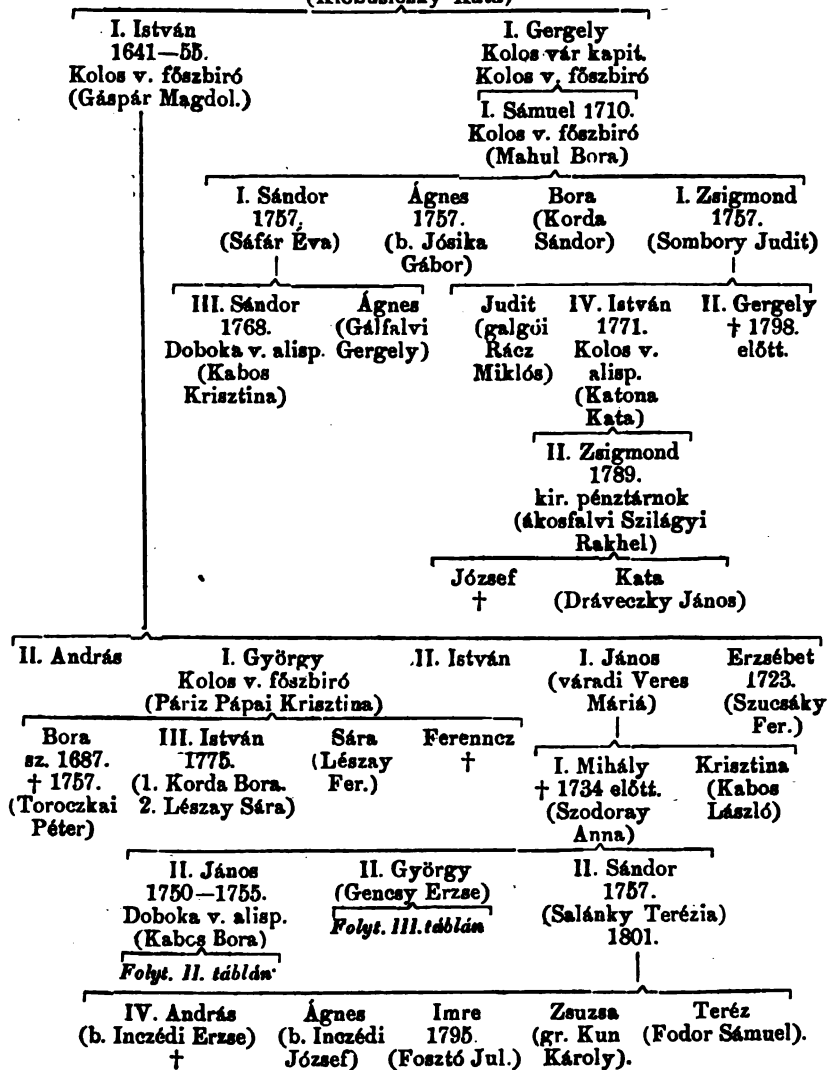 I. István
1641—55.
Kolos v. főszbiró
(Gáspár Magdol.)
I. Gergely
Kolos vár kapit.
Kolos v. főszbiró
I. Sámuel 1710.
Kolos v. főszbiró
(Mahul Bora)
I. Sándor
1757.
(Sáfár Éva)
Ágnes
1757.
(b. Jósika
Gábor)
Bora
(Korda
Sándor)
I. Zsigmond
1757.
(Sombory Judit)
III. Sándor
1768.
Doboka v. alisp.
(Kabos
Krisztina)
Ágnes
(Gálfalvi
Gergely)
Judit
(galgói
Rácz
Miklós)
IV. István
1771.
Kolos v.
alisp.
(Katona
Kata)
II. Gergely
† 1798.
előtt.
II. Zsigmond
1789.
kir. pénztárnok
(ákosfalvi Szilágyi
Rakhel)
József
†
Kata
(Dráveczky János)
II. András
I. György
Kolos v. főszbiró
(Páriz Pápai Krisztina)
II. István
I. János
(váradi Veres
Máriá)
Erzsébet
1723.
(Szucsáky
Fer.)
Bora
sz. 1687.
† 1757.
(Toroczkai
Péter)
III. István
1775.
(1. Korda Bora.
2. Lészay Sára)
Sára
(Lészay
Fer.)
Ferenncz
†
I. Mihály
† 1734 előtt.
(Szodoray
Anna)
Krisztina
(Kabos
László)
II. János
1750—1755.
Doboka v. alisp.
(Kabos Bora)
Folyt. II. táblán
II. György
(Gencsy Erzse)
Folyt. III. táblán
II. Sándor
1757.
(Salánky Terézia)
1801.
IV. András
(b. Inczédi Erzse)
†
Ágnes
(b. Inczédi
József)
Imre
1795.
(Fosztó Jul.)
Zsuzsa
(gr. Kun
Károly).
Teréz
(Fodor Sámuel).